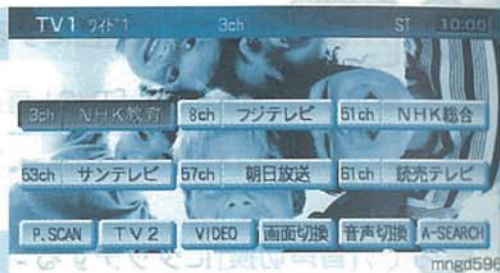 TV1 ワイド1 3ch ST 10:00
3ch NHK教育 8ch フジテレビ 51ch NHK総合
53ch サンテレビ 57ch 朝日放送 61ch 読売テレビ
P.SCAN TV2 VIDEO 画面切換 音声切換 A-SEARCH
mngd596